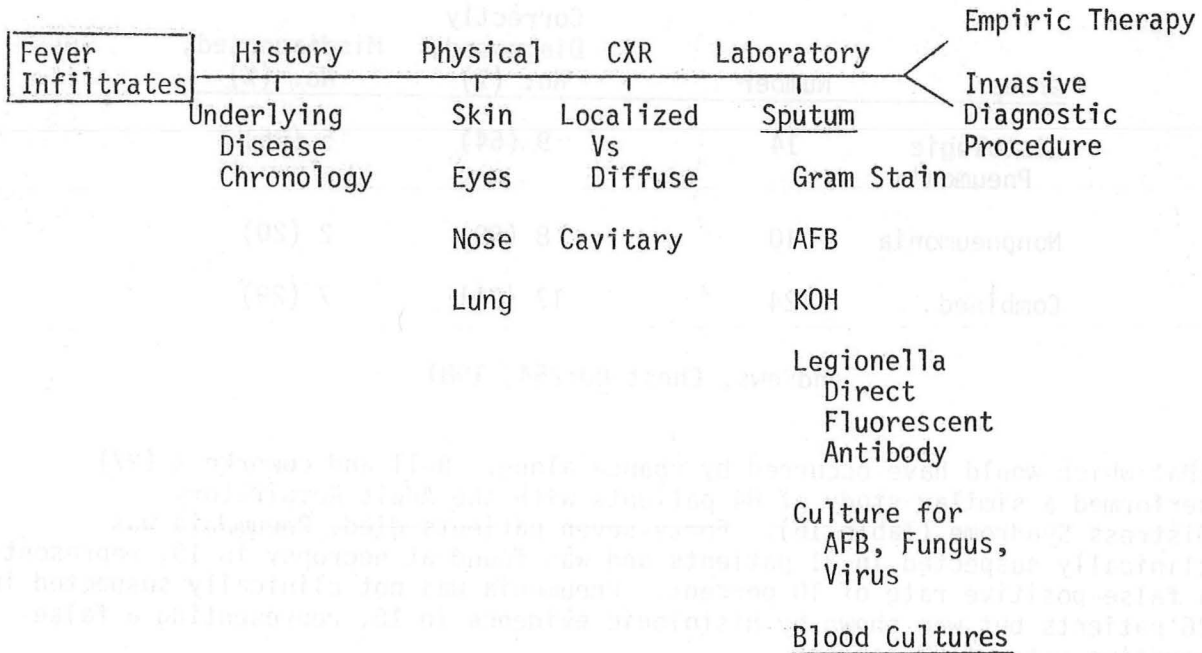 Empiric Therapy
Fever History Physical CXR Laboratory
Infiltrates Invasive
Underlying Skin Localized Sputum Diagnostic
Disease Vs Procedure
Chronology Eyes Diffuse Gram Stain
Nose Cavitary AFB
Lung KOH
Legionella
Direct
Fluorescent
Antibody
Culture for
AFB, Fungus,
Virus
Blood Cultures